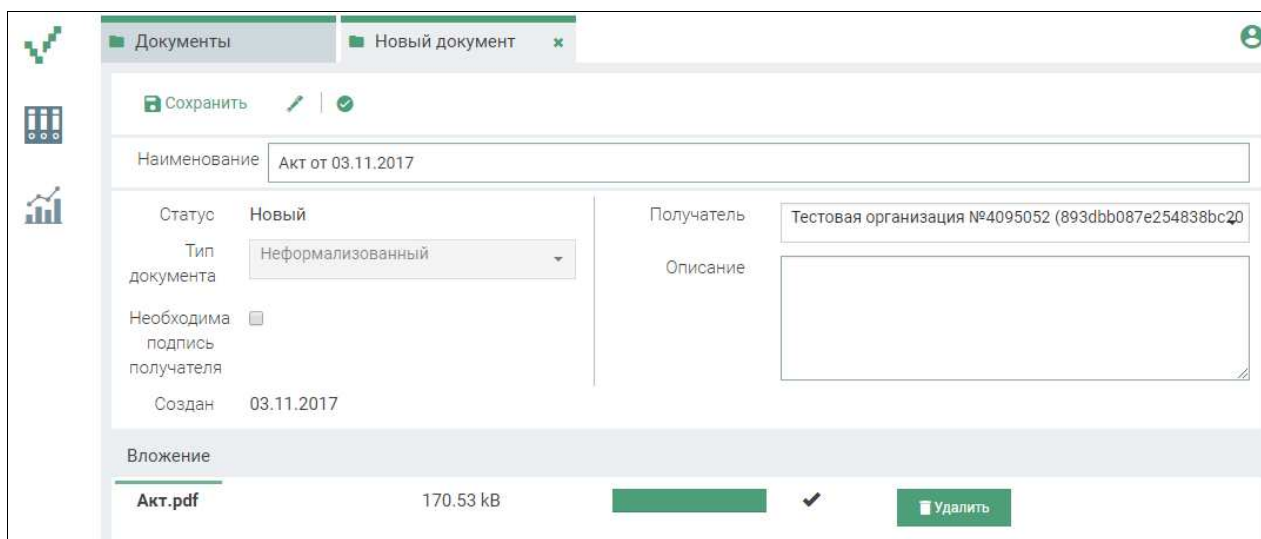 Документы
Новый документ
Сохранить
Наименование
Акт от 03.11.2017
Статус
Новый
Тип
документа
Неформализованный
Необходима
подпись
получателя
Создан
03.11.2017
Получатель
Тестовая организация №4095052 (893dbb087e254838bc20
Описание
Вложение
Акт.pdf
170.53 kB
Удалить